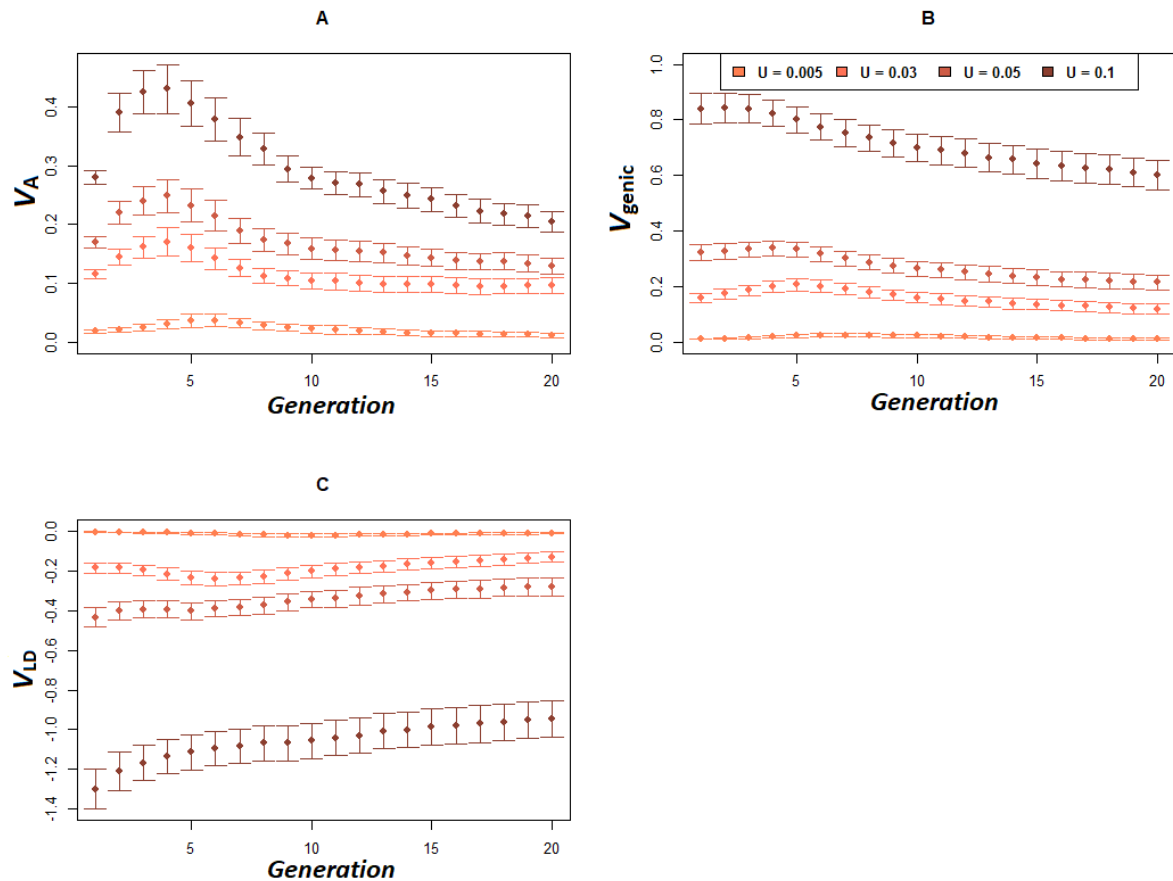 A
V_A
0.0 0.1 0.2 0.3 0.4
5 10 15 20
Generation
B
U = 0.005 U = 0.03 U = 0.05 U = 0.1
V_genic
0.0 0.2 0.4 0.6 0.8 1.0
5 10 15 20
Generation
C
V_LD
-1.4 -1.2 -1.0 -0.8 -0.6 -0.4 -0.2 0.0
5 10 15 20
Generation